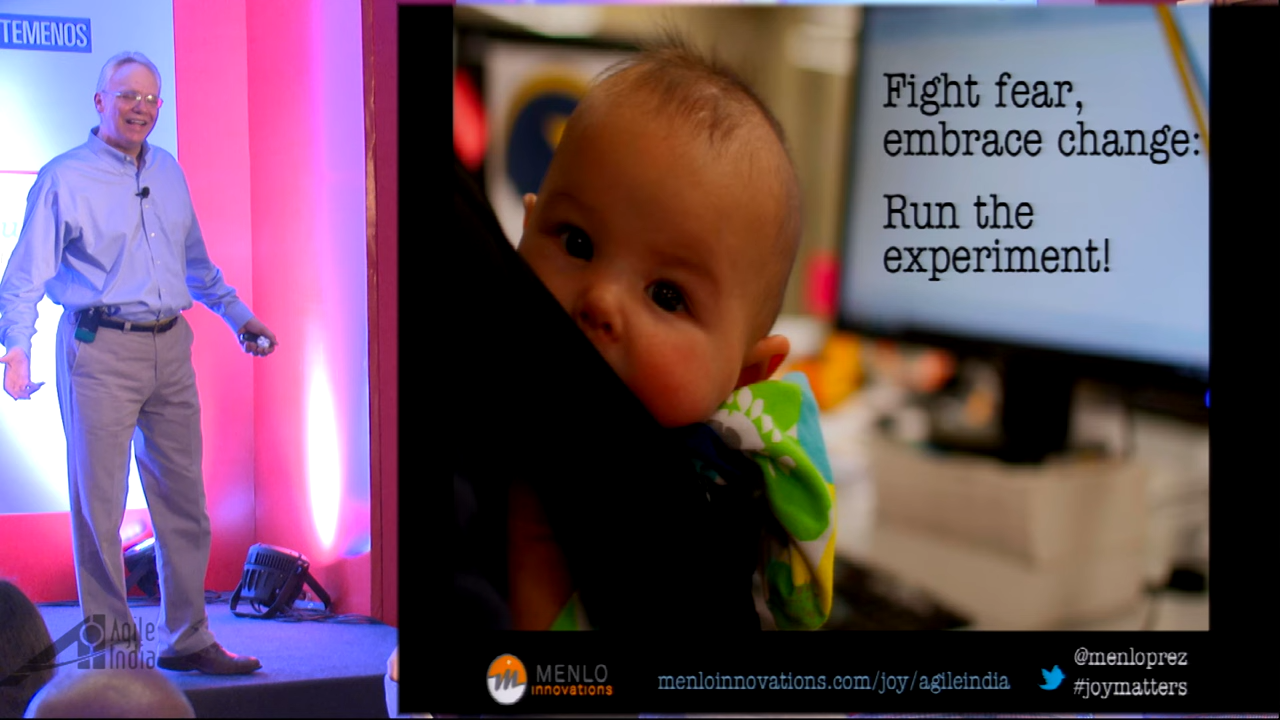 TEMENOS
Fight fear,
embrace change:
Run the
experiment!
Agile
India
MENLO
innovations
menloinnovations.com/joy/agileindia
@menloprez
#joymatters